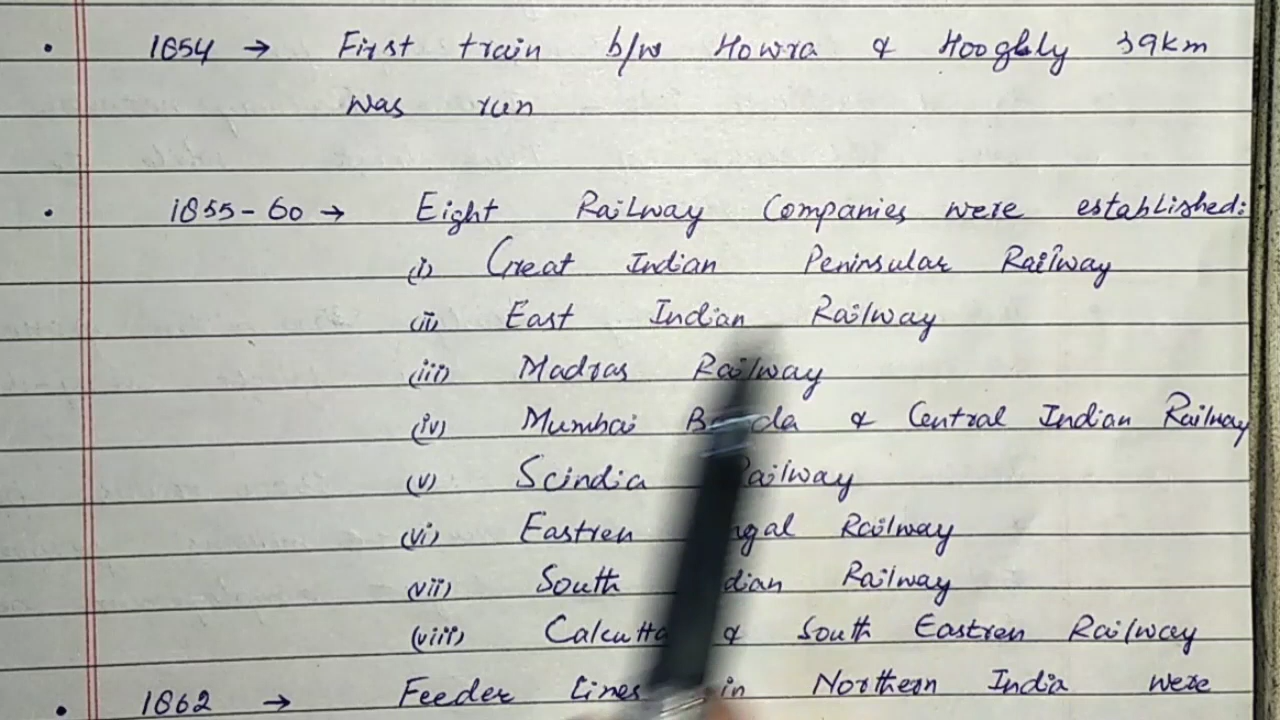 • 1854 → First train b/w Howra & Hooghly 39km
was run
• 1855-60 → Eight Railway Companies were established:
(i) Great Indian Peninsular Railway
(ii) East Indian Railway
(iii) Madras Railway
(iv) Mumbai & Central Indian Railway
(v) Scindia Railway
(vi) Eastren Railway
(vii) South Railway
(viii) Calcutta & South Eastren Railway
• 1862 → Feeder lines in Northern India were